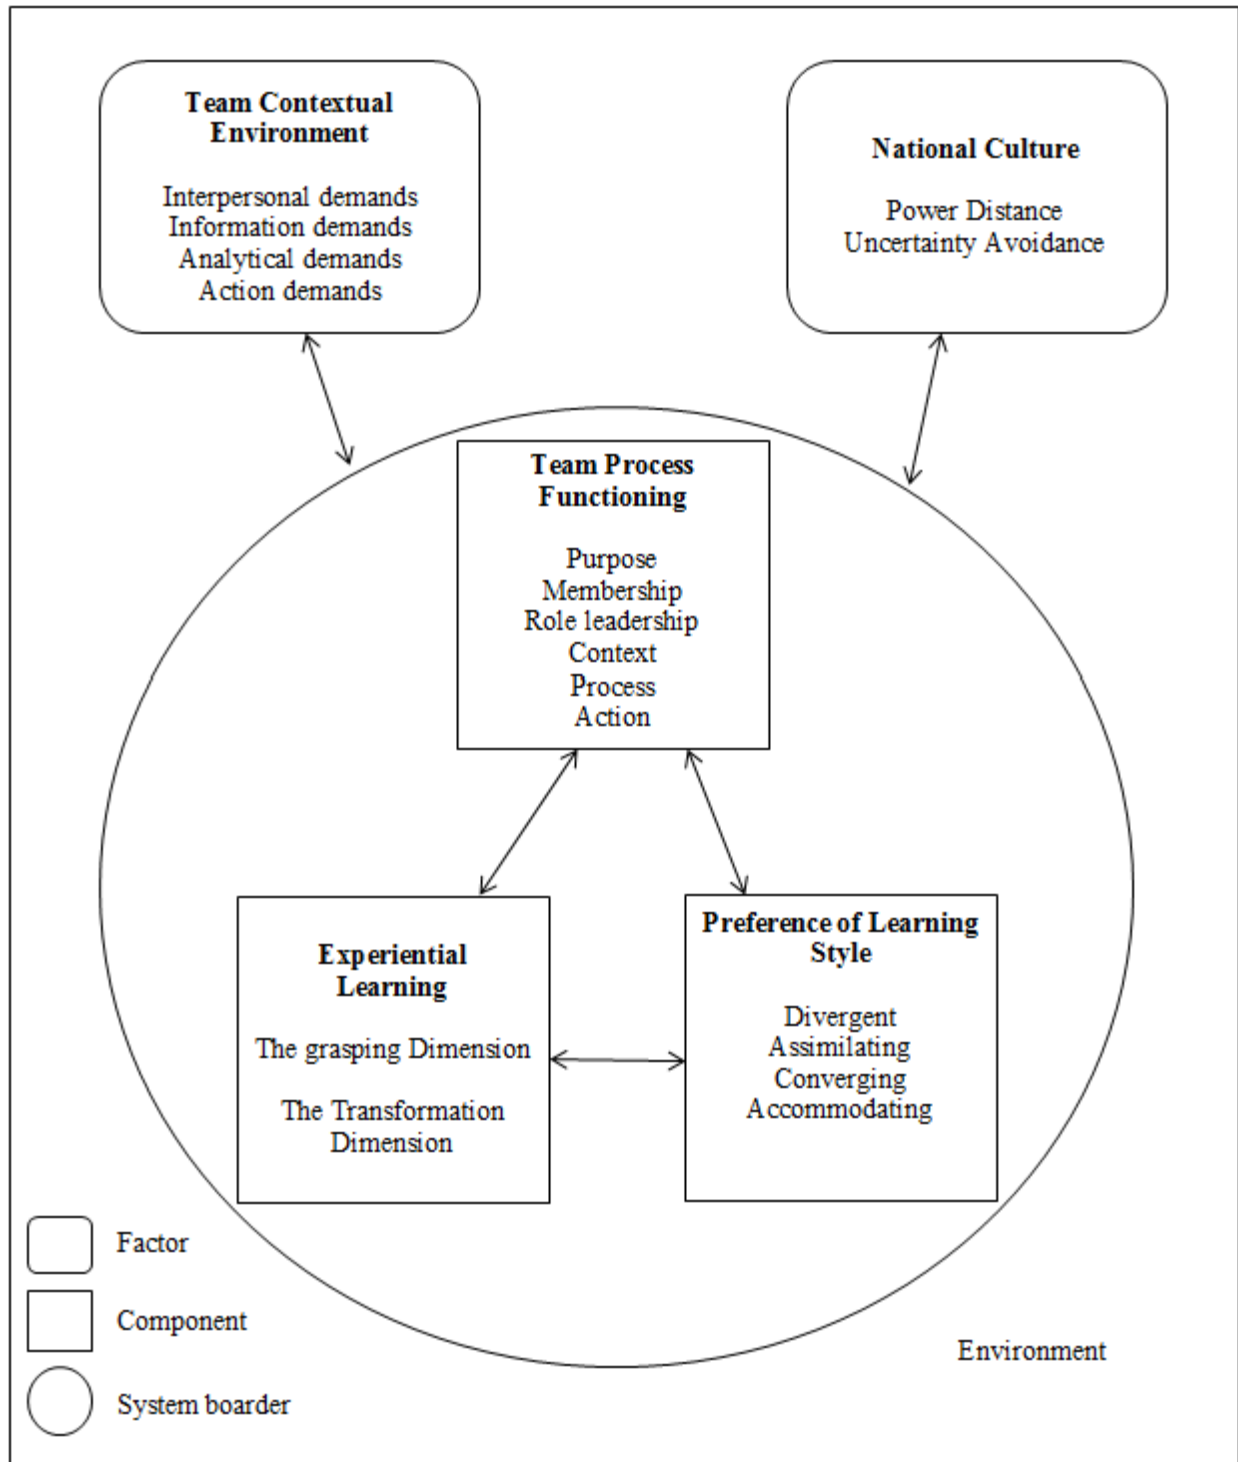 Team Contextual
Environment
Interpersonal demands
Information demands
Analytical demands
Action demands
National Culture
Power Distance
Uncertainty Avoidance
Team Process
Functioning
Purpose
Membership
Role leadership
Context
Process
Action
Experiential
Learning
The grasping Dimension
The Transformation
Dimension
Preference of Learning
Style
Divergent
Assimilating
Converging
Accommodating
Factor
Component
System boarder
Environment